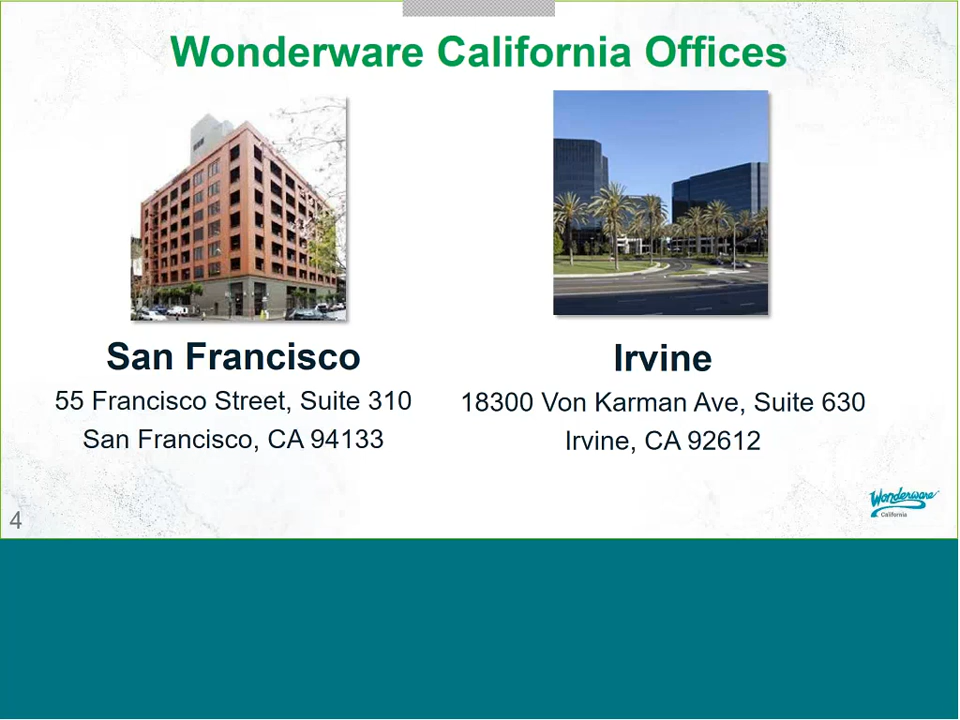 Wonderware California Offices
San Francisco
55 Francisco Street, Suite 310
San Francisco, CA 94133
Irvine
18300 Von Karman Ave, Suite 630
Irvine, CA 92612
Wonderware
California
4